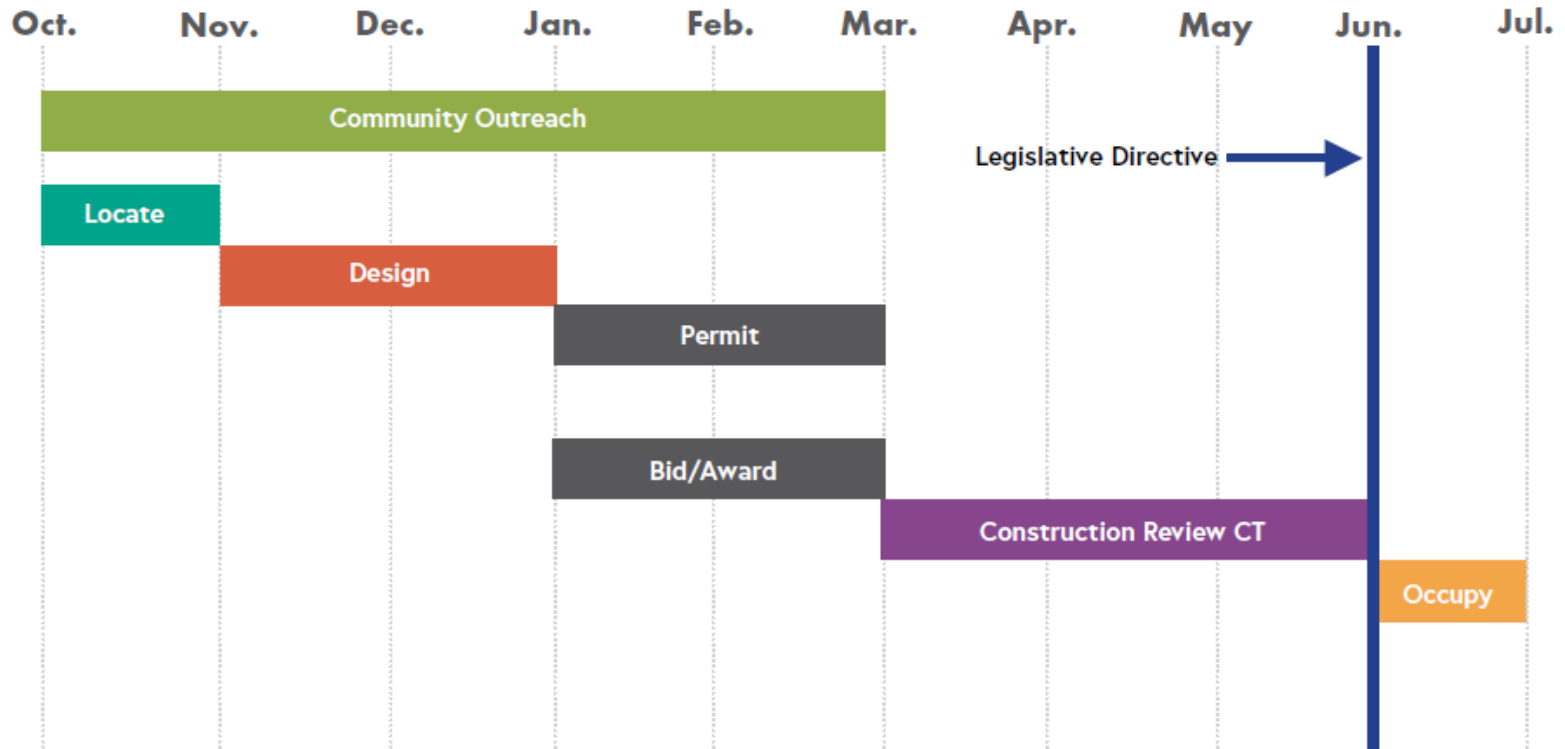 Oct. Nov. Dec. Jan. Feb. Mar. Apr. May Jun. Jul.
Community Outreach
Legislative Directive
Locate
Design
Permit
Bid/Award
Construction Review CT
Occupy